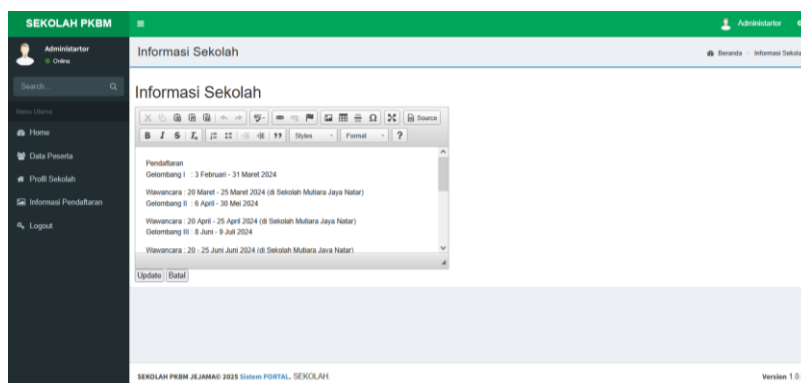 SEKOLAH PKBM
Administartor
Administartor
Online
Informasi Sekolah
Beranda
Informasi Sekola
Search...
Menu Utama
Home
Data Peserta
Profil Sekolah
Informasi Pendaftaran
Logout
Informasi Sekolah
Source
B I S Tx Styles Format ?
Pendaftaran
Gelombang I : 3 Februari - 31 Maret 2024
Wawancara : 20 Maret - 25 Maret 2024 (di Sekolah Mutiara Jaya Natar)
Gelombang II : 6 April - 30 Mei 2024
Wawancara : 20 April - 25 April 2024 (di Sekolah Mutiara Jaya Natar)
Gelombang III : 8 Juni - 9 Juli 2024
Wawancara : 20 - 25 Juni Juni 2024 (di Sekolah Mutiara Jaya Natar)
Update Batal
SEKOLAH PKBM JEJAMA© 2025 Sistem PORTAL. SEKOLAH.
Version 1.0